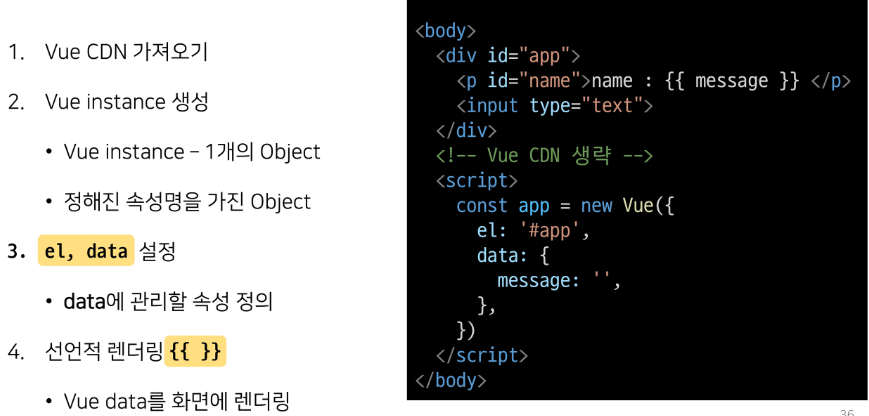 1. Vue CDN 가져오기
2. Vue instance 생성
• Vue instance – 1개의 Object
• 정해진 속성명을 가진 Object
3. el, data 설정
• data에 관리할 속성 정의
4. 선언적 렌더링 {{ }}
• Vue data를 화면에 렌더링
<body>
  <div id="app">
    <p id="name">name : {{ message }} </p>
    <input type="text">
  </div>
  <!-- Vue CDN 생략 -->
  <script>
    const app = new Vue({
      el: '#app',
      data: {
        message: '',
      },
    })
  </script>
</body>
36